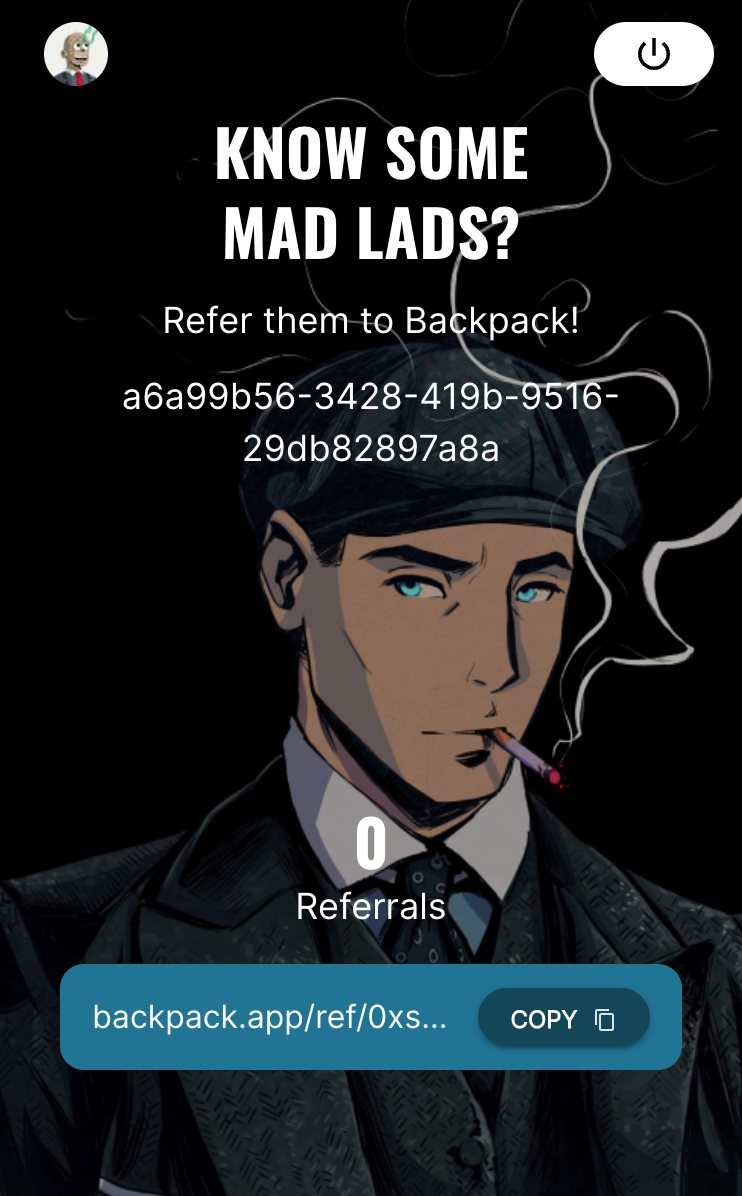 KNOW SOME
MAD LADS?
Refer them to Backpack!
a6a99b56-3428-419b-9516-
29db82897a8a
0
Referrals
backpack.app/ref/0xs...
COPY